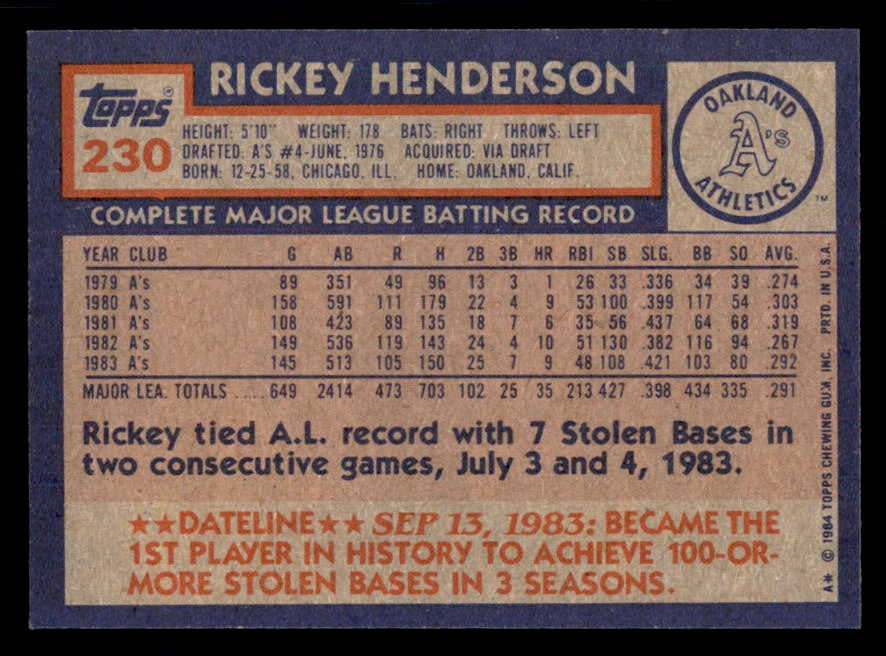 RICKEY HENDERSON
topps®
230
HEIGHT: 5'10" WEIGHT: 178 BATS: RIGHT THROWS: LEFT
DRAFTED: A'S #4-JUNE, 1976 ACQUIRED: VIA DRAFT
BORN: 12-25-58, CHICAGO, ILL. HOME: OAKLAND, CALIF.
OAKLAND
A's
ATHLETICS
TM
COMPLETE MAJOR LEAGUE BATTING RECORD
YEAR CLUB G AB R H 2B 3B HR RBI SB SLG. BB SO AVG.
1979 A's 89 351 49 96 13 3 1 26 33 .336 34 39 .274
1980 A's 158 591 111 179 22 4 9 53 100 .399 117 54 .303
1981 A's 108 423 89 135 18 7 6 35 56 .437 64 68 .319
1982 A's 149 536 119 143 24 4 10 51 130 .382 116 94 .267
1983 A's 145 513 105 150 25 7 9 48 108 .421 103 80 .292
MAJOR LEA. TOTALS ..... 649 2414 473 703 102 25 35 213 427 .398 434 335 .291
Rickey tied A.L. record with 7 Stolen Bases in
two consecutive games, July 3 and 4, 1983.
★★DATELINE★★ SEP 13, 1983: BECAME THE
1ST PLAYER IN HISTORY TO ACHIEVE 100-OR-
MORE STOLEN BASES IN 3 SEASONS.
A* © 1984 TOPPS CHEWING GUM, INC. PRTD. IN U.S.A.